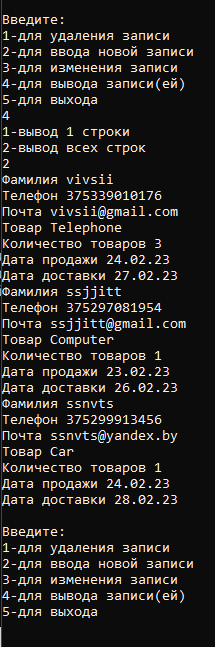 Введите:
1-для удаления записи
2-для ввода новой записи
3-для изменения записи
4-для вывода записи(ей)
5-для выхода
4
1-вывод 1 строки
2-вывод всех строк
2
Фамилия vivsii
Телефон 375339010176
Почта vivsii@gmail.com
Товар Telephone
Количество товаров 3
Дата продажи 24.02.23
Дата доставки 27.02.23
Фамилия ssjjitt
Телефон 375297081954
Почта ssjjitt@gmail.com
Товар Computer
Количество товаров 1
Дата продажи 23.02.23
Дата доставки 26.02.23
Фамилия ssnvts
Телефон 375299913456
Почта ssnvts@yandex.by
Товар Car
Количество товаров 1
Дата продажи 24.02.23
Дата доставки 28.02.23
Введите:
1-для удаления записи
2-для ввода новой записи
3-для изменения записи
4-для вывода записи(ей)
5-для выхода